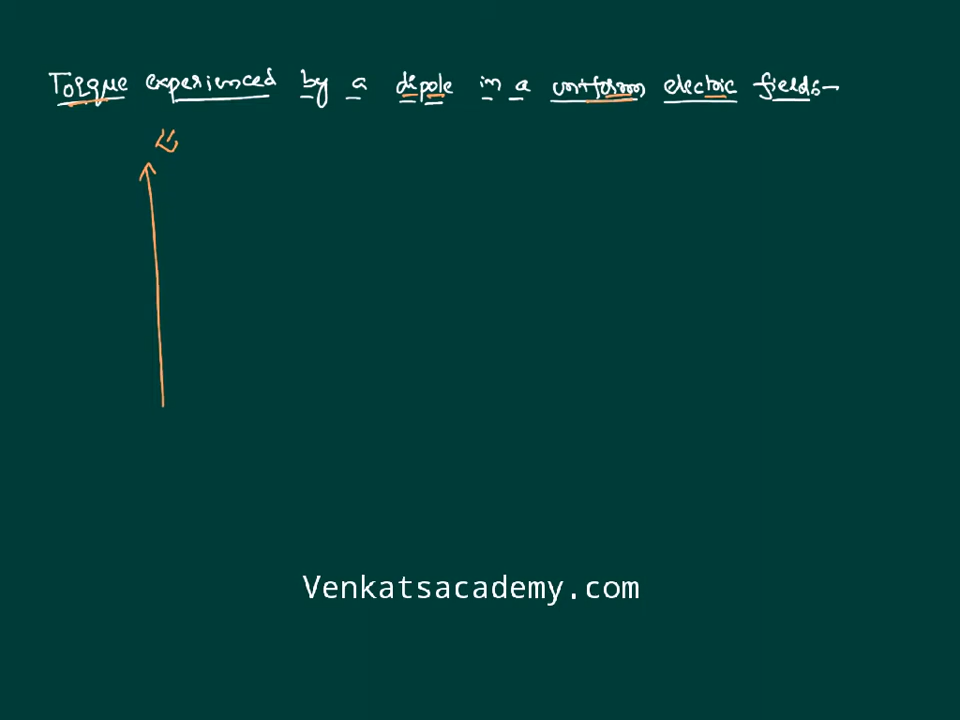 Torque experienced by a dipole in a uniform electric field:-
E
Venkatsacademy.com